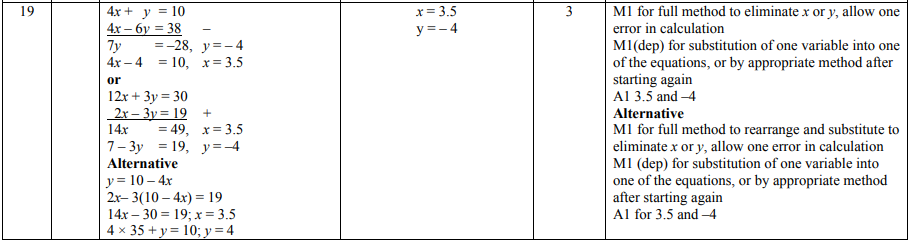 19
4x + y = 10
4x – 6y = 38 –
7y = –28, y = – 4
4x – 4 = 10, x = 3.5
or
12x + 3y = 30
2x – 3y = 19 +
14x = 49, x = 3.5
7 – 3y = 19, y = –4
Alternative
y = 10 – 4x
2x– 3(10 – 4x) = 19
14x – 30 = 19; x = 3.5
4 × 35 + y = 10; y = 4
x = 3.5
y = – 4
3
M1 for full method to eliminate x or y, allow one
error in calculation
M1(dep) for substitution of one variable into one
of the equations, or by appropriate method after
starting again
A1 3.5 and –4
Alternative
M1 for full method to rearrange and substitute to
eliminate x or y, allow one error in calculation
M1 (dep) for substitution of one variable into
one of the equations, or by appropriate method
after starting again
A1 for 3.5 and –4